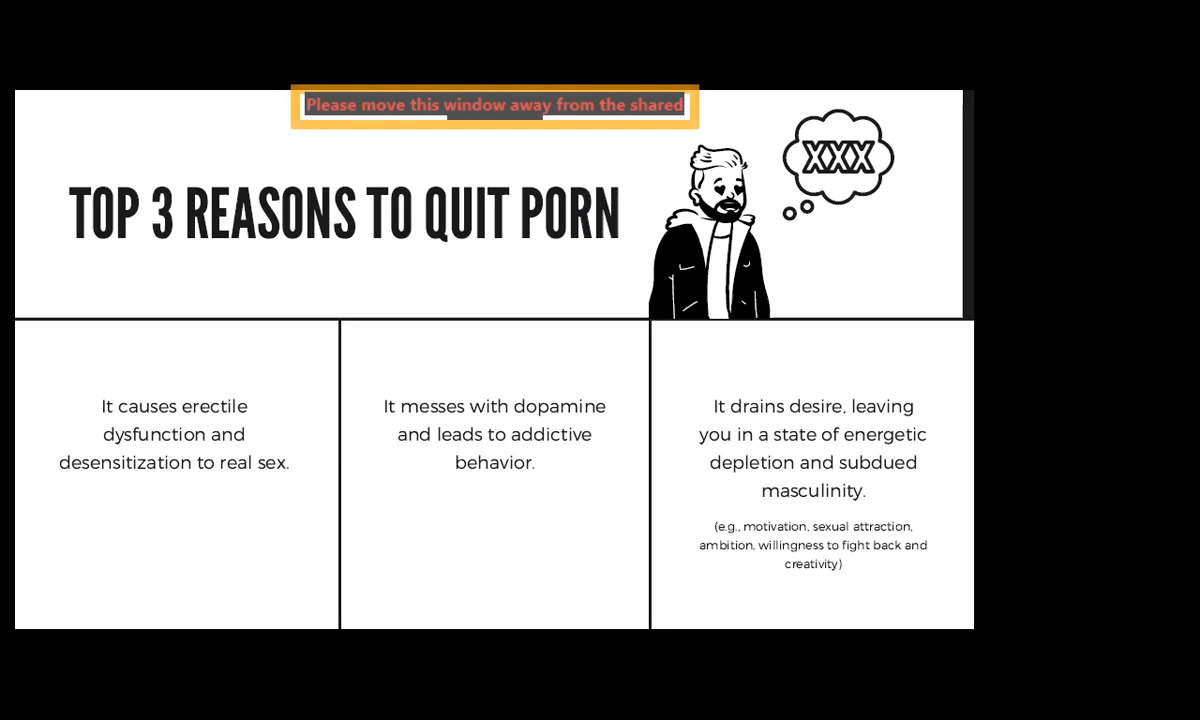 Please move this window away from the shared
TOP 3 REASONS TO QUIT PORN
XXX
It causes erectile
dysfunction and
desensitization to real sex.
It messes with dopamine
and leads to addictive
behavior.
It drains desire, leaving
you in a state of energetic
depletion and subdued
masculinity.
(e.g., motivation, sexual attraction,
ambition, willingness to fight back and
creativity)